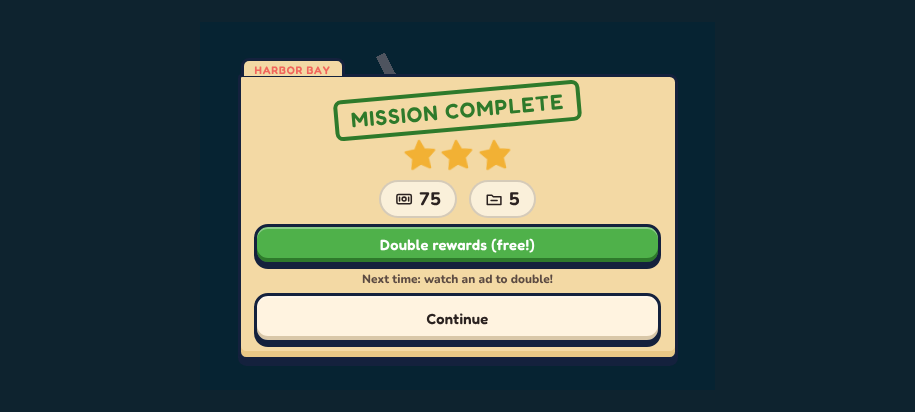 HARBOR BAY
MISSION COMPLETE
75 5
Double rewards (free!)
Next time: watch an ad to double!
Continue